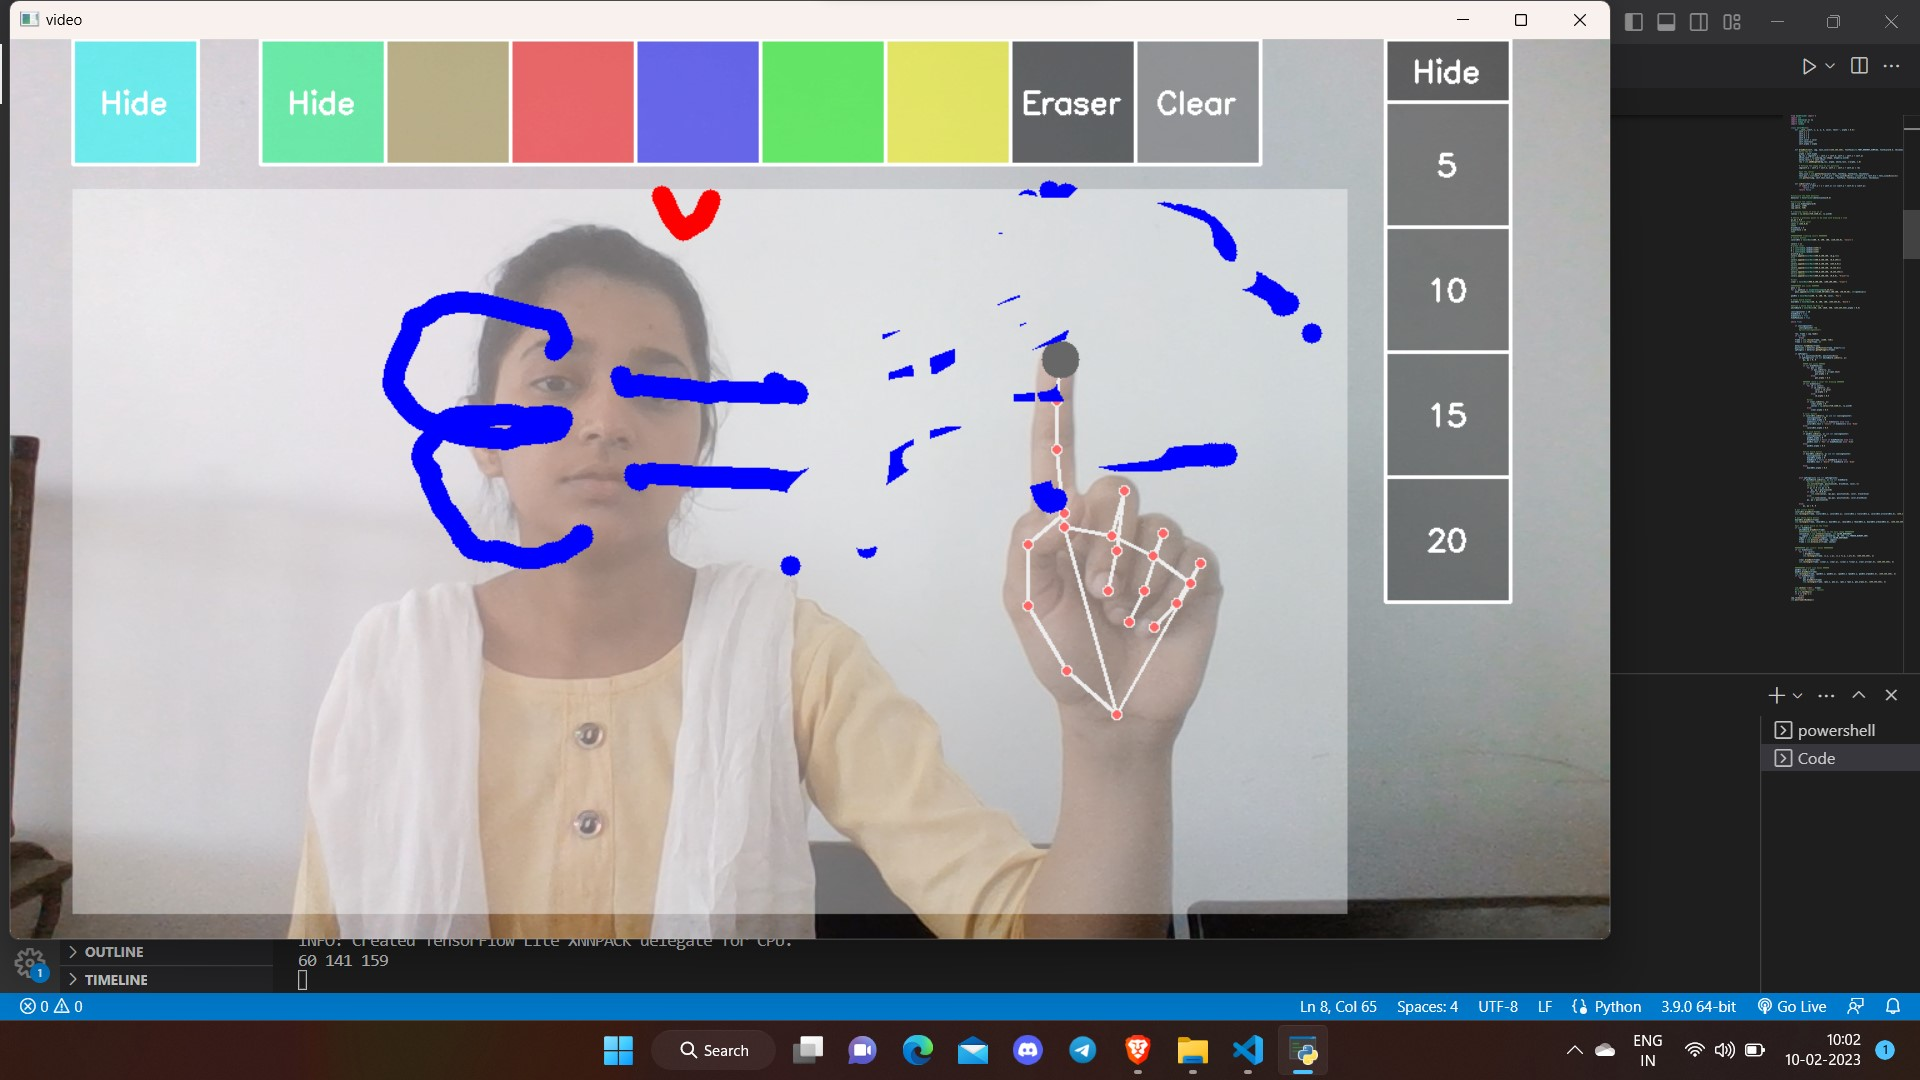 video
Hide
Hide
Eraser
Clear
Hide
5
10
15
20
powershell
Code
OUTLINE
TIMELINE
INFO: Created TensorFlow Lite XNNPACK delegate for CPU.
60 141 159
0 0
Ln 8, Col 65
Spaces: 4
UTF-8
LF
Python
3.9.0 64-bit
Go Live
Search
ENG
IN
10:02
10-02-2023
1
1